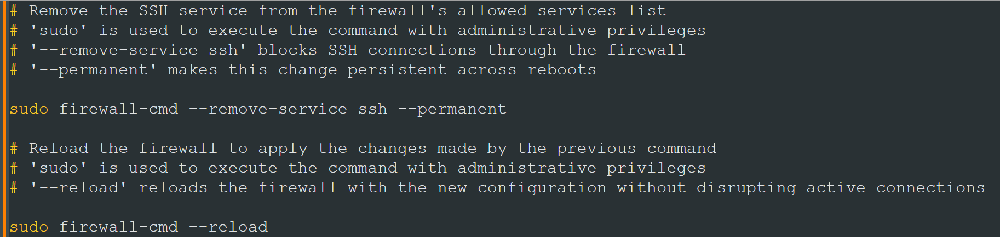 # Remove the SSH service from the firewall's allowed services list
# 'sudo' is used to execute the command with administrative privileges
# '--remove-service=ssh' blocks SSH connections through the firewall
# '--permanent' makes this change persistent across reboots
sudo firewall-cmd --remove-service=ssh --permanent
# Reload the firewall to apply the changes made by the previous command
# 'sudo' is used to execute the command with administrative privileges
# '--reload' reloads the firewall with the new configuration without disrupting active connections
sudo firewall-cmd --reload